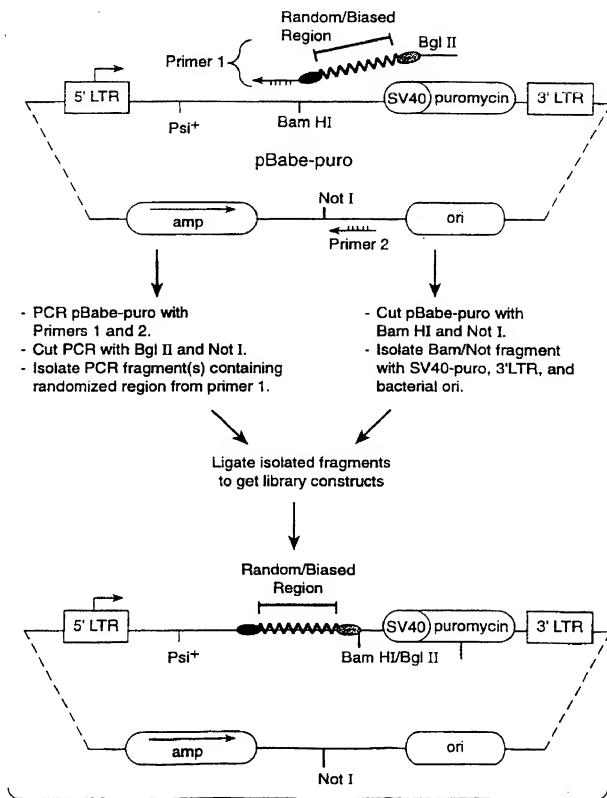 Random/Biased
Region
Primer 1
Bgl II
5' LTR
SV40
puromycin
3' LTR
Psi+
Bam HI
pBabe-puro
Not I
amp
ori
Primer 2
- PCR pBabe-puro with
Primers 1 and 2.
- Cut PCR with Bgl II and Not I.
- Isolate PCR fragment(s) containing
randomized region from primer 1.
- Cut pBabe-puro with
Bam HI and Not I.
- Isolate Bam/Not fragment
with SV40-puro, 3'LTR, and
bacterial ori.
Ligate isolated fragments
to get library constructs
Random/Biased
Region
5' LTR
SV40
puromycin
3' LTR
Psi+
Bam HI/Bgl II
amp
ori
Not I